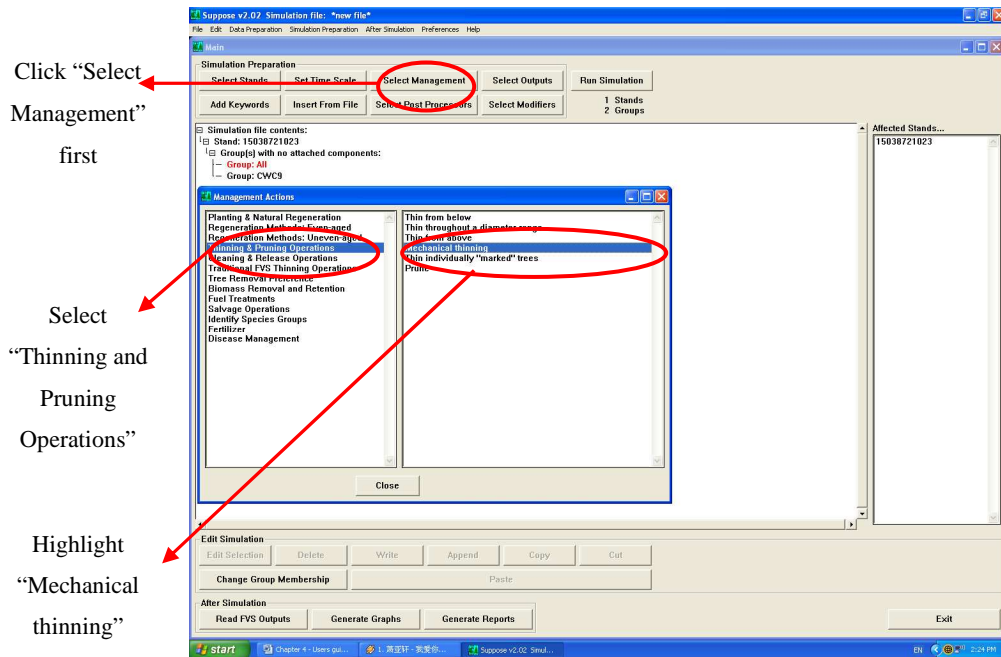 Click “Select
Management”
first
Select
“Thinning and
Pruning
Operations”
Highlight
“Mechanical
thinning”
Suppose v2.02 Simulation file: *new file*
File Edit Data Preparation Simulation Preparation After Simulation Preferences Help
Main
Simulation Preparation
Select Stands Set Time Scale Select Management Select Outputs Run Simulation
Add Keywords Insert From File Select Post Processors Select Modifiers
1 Stands
2 Groups
Simulation file contents:
Stand: 15038721023
Group(s) with no attached components:
Group: All
Group: CWC9
Affected Stands...
15038721023
Management Actions
Planting & Natural Regeneration
Regeneration Methods: Even-aged
Regeneration Methods: Uneven-aged
Thinning & Pruning Operations
Cleaning & Release Operations
Traditional FVS Thinning Operations
Tree Removal Preference
Biomass Removal and Retention
Fuel Treatments
Salvage Operations
Identify Species Groups
Fertilizer
Disease Management
Thin from below
Thin throughout a diameter range
Thin from above
Mechanical thinning
Thin individually "marked" trees
Prune
Close
Edit Simulation
Edit Selection Delete Write Append Copy Cut
Change Group Membership Paste
After Simulation
Read FVS Outputs Generate Graphs Generate Reports Exit
start Chapter 4 - Users gui... 1. 萧亚轩 - 我爱你... Suppose v2.02 Simul... EN 2:24 PM